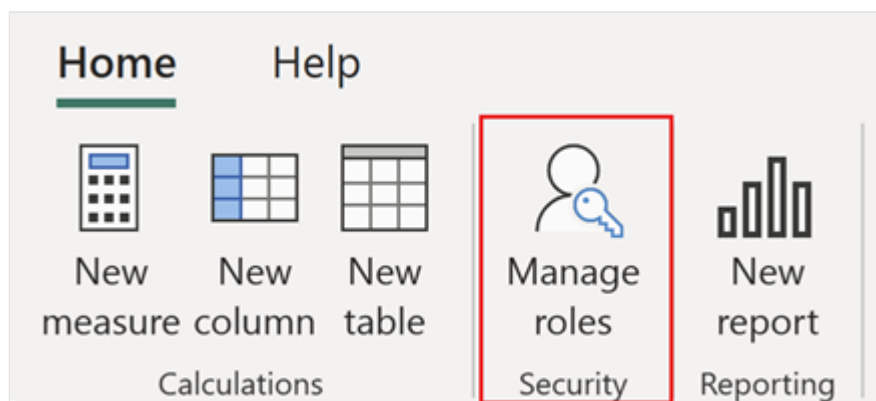 Home Help
New New New Manage New
measure column table roles report
Calculations Security Reporting